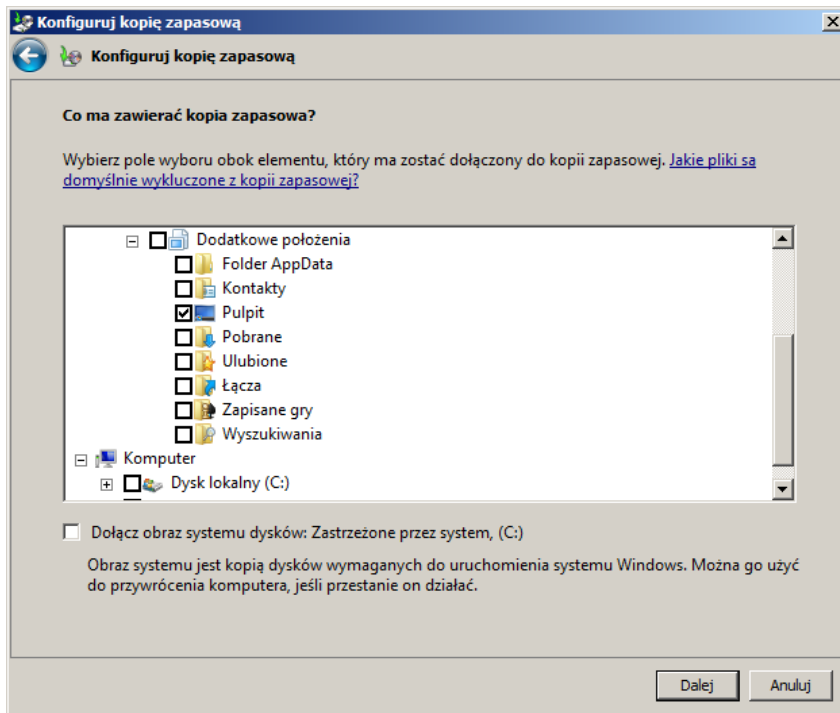 Konfiguruj kopię zapasową
Konfiguruj kopię zapasową
Co ma zawierać kopia zapasowa?
Wybierz pole wyboru obok elementu, który ma zostać dołączony do kopii zapasowej. Jakie pliki są
domyślnie wykluczone z kopii zapasowej?
Dodatkowe położenia
Folder AppData
Kontakty
Pulpit
Pobrane
Ulubione
Łącza
Zapisane gry
Wyszukiwania
Komputer
Dysk lokalny (C:)
Dołącz obraz systemu dysków: Zastrzeżone przez system, (C:)
Obraz systemu jest kopią dysków wymaganych do uruchomienia systemu Windows. Można go użyć
do przywrócenia komputera, jeśli przestanie on działać.
Dalej Anuluj